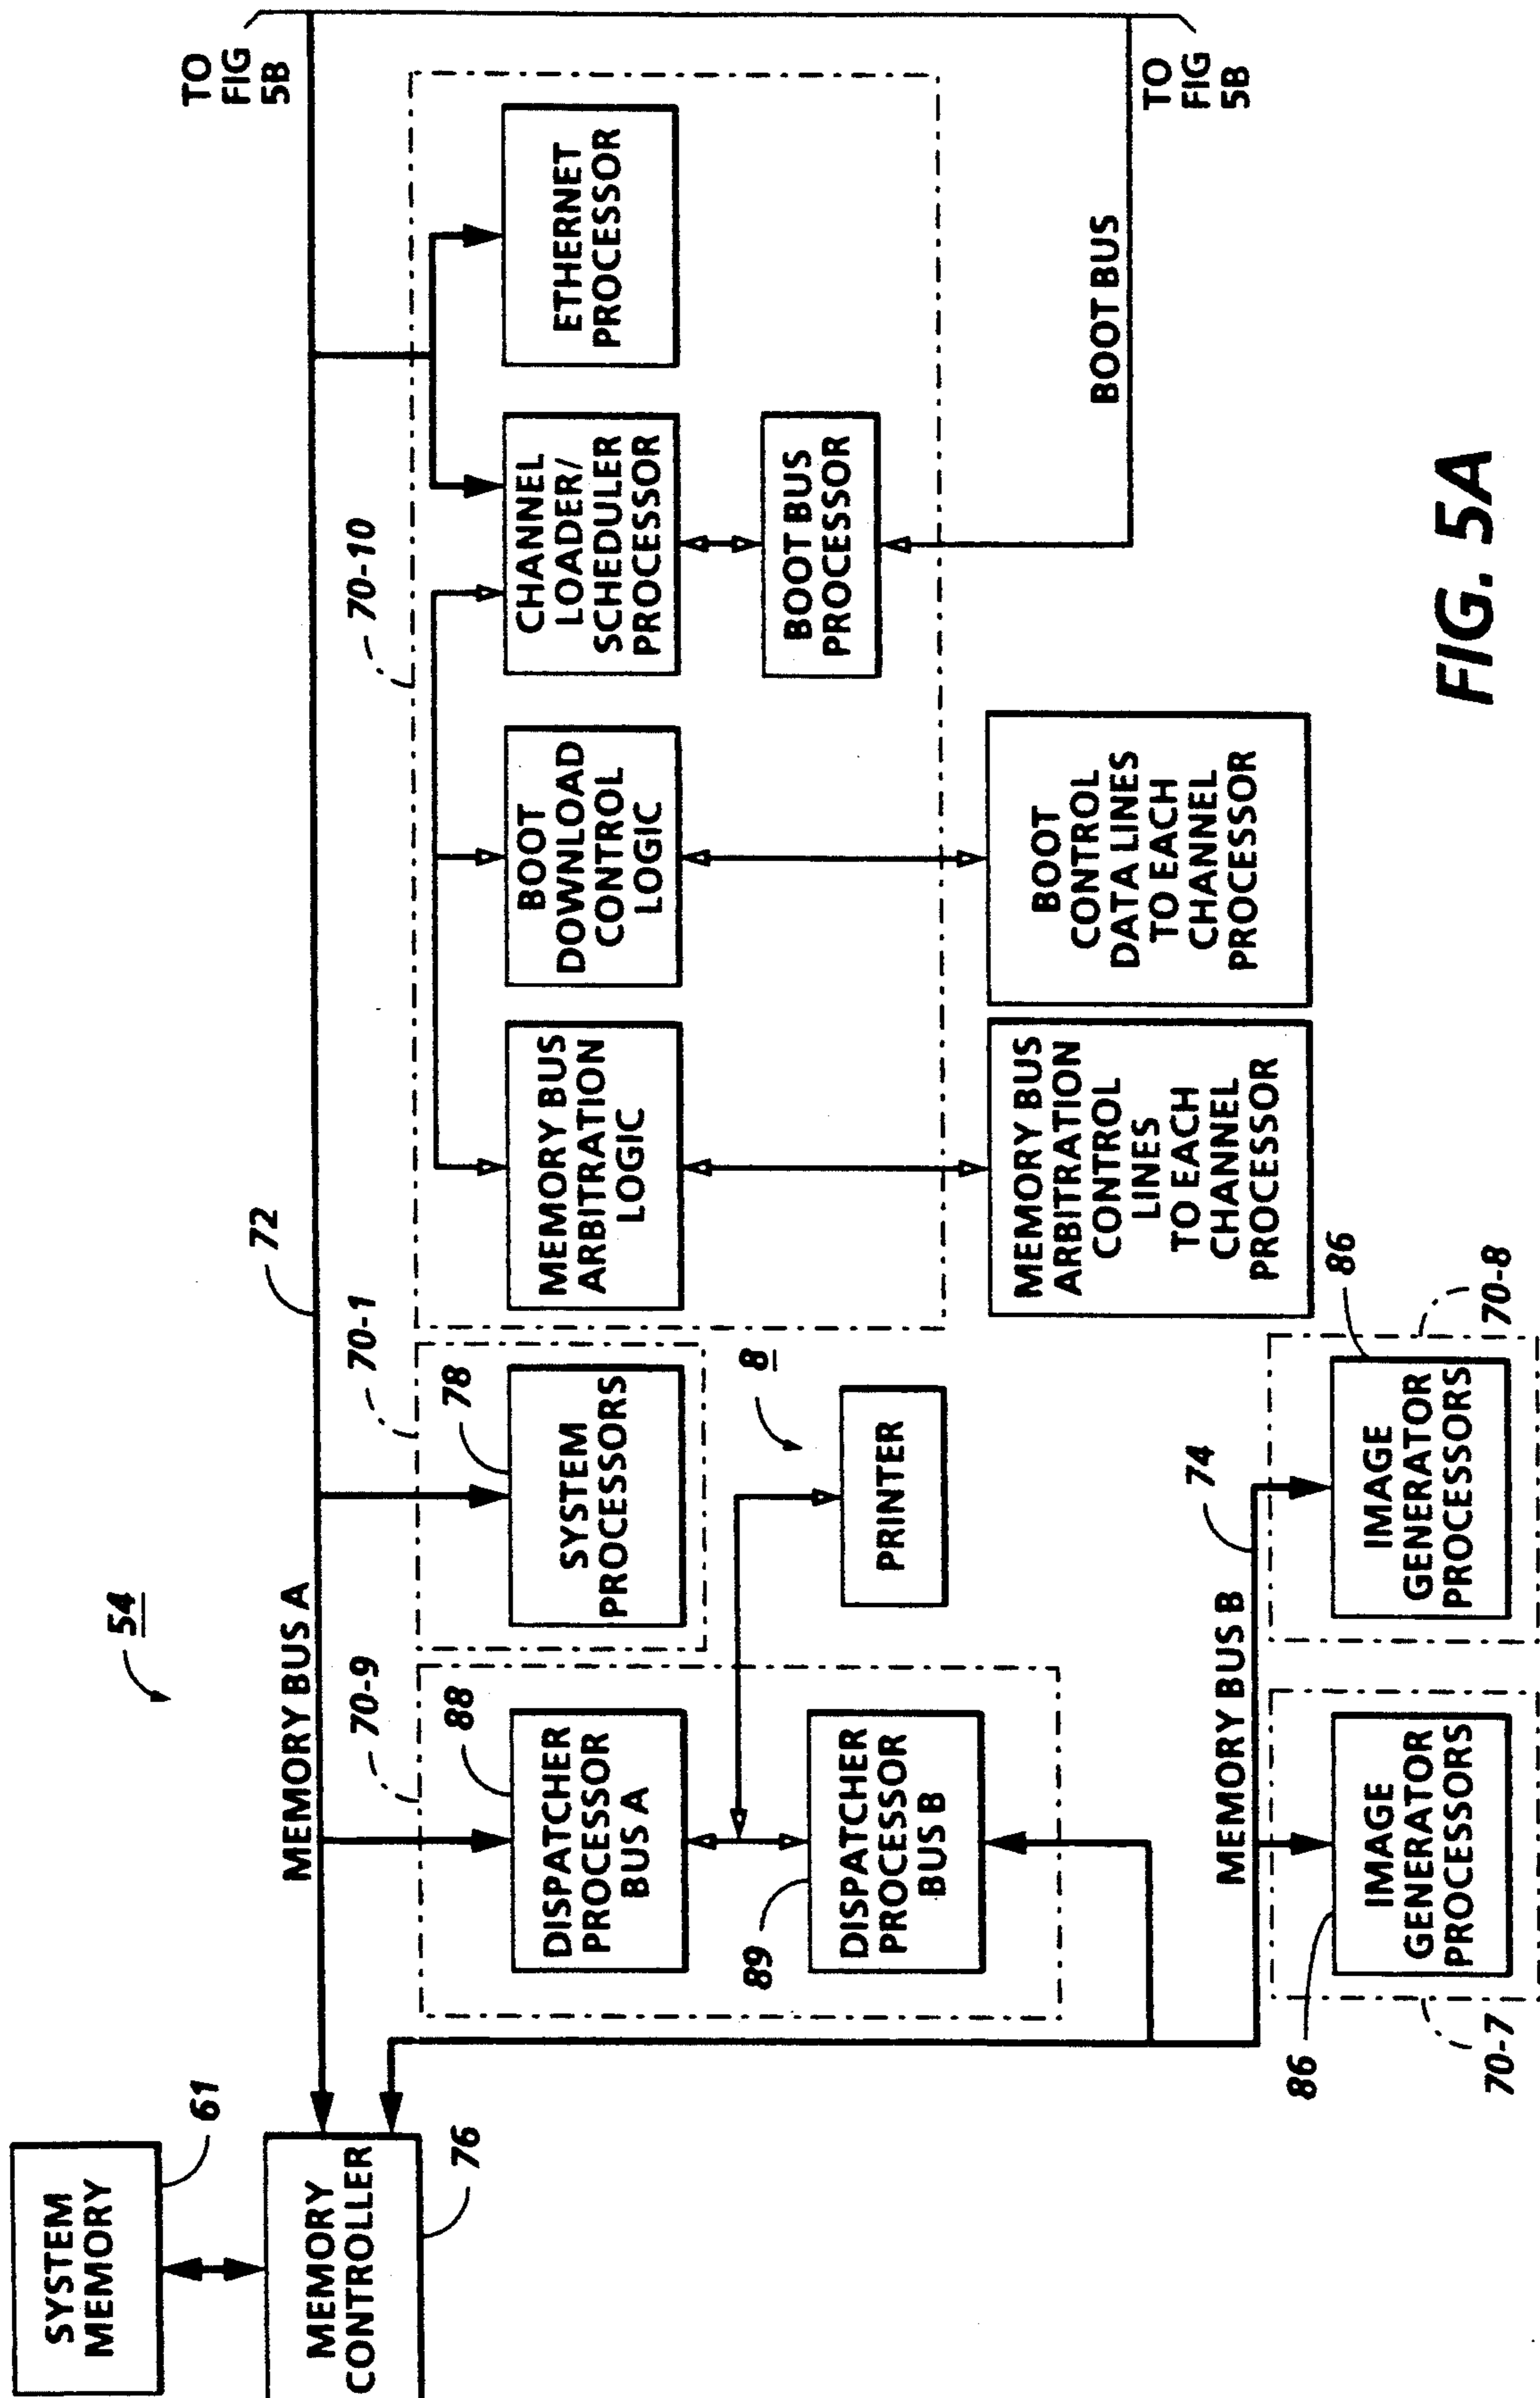 54
SYSTEM
MEMORY
61
MEMORY
CONTROLLER
76
MEMORY BUS A
72
TO
FIG
5B
70-9
88
DISPATCHER
PROCESSOR
BUS A
89
DISPATCHER
PROCESSOR
BUS B
70-1
78
SYSTEM
PROCESSORS
8
PRINTER
70-10
MEMORY BUS
ARBITRATION
LOGIC
BOOT
DOWNLOAD
CONTROL
LOGIC
CHANNEL
LOADER/
SCHEDULER
PROCESSOR
ETHERNET
PROCESSOR
BOOT BUS
PROCESSOR
MEMORY BUS
ARBITRATION
CONTROL
LINES
TO EACH
CHANNEL
PROCESSOR
BOOT
CONTROL
DATA LINES
TO EACH
CHANNEL
PROCESSOR
BOOT BUS
TO
FIG
5B
MEMORY BUS B
74
86
IMAGE
GENERATOR
PROCESSORS
70-7
86
IMAGE
GENERATOR
PROCESSORS
70-8
FIG. 5A